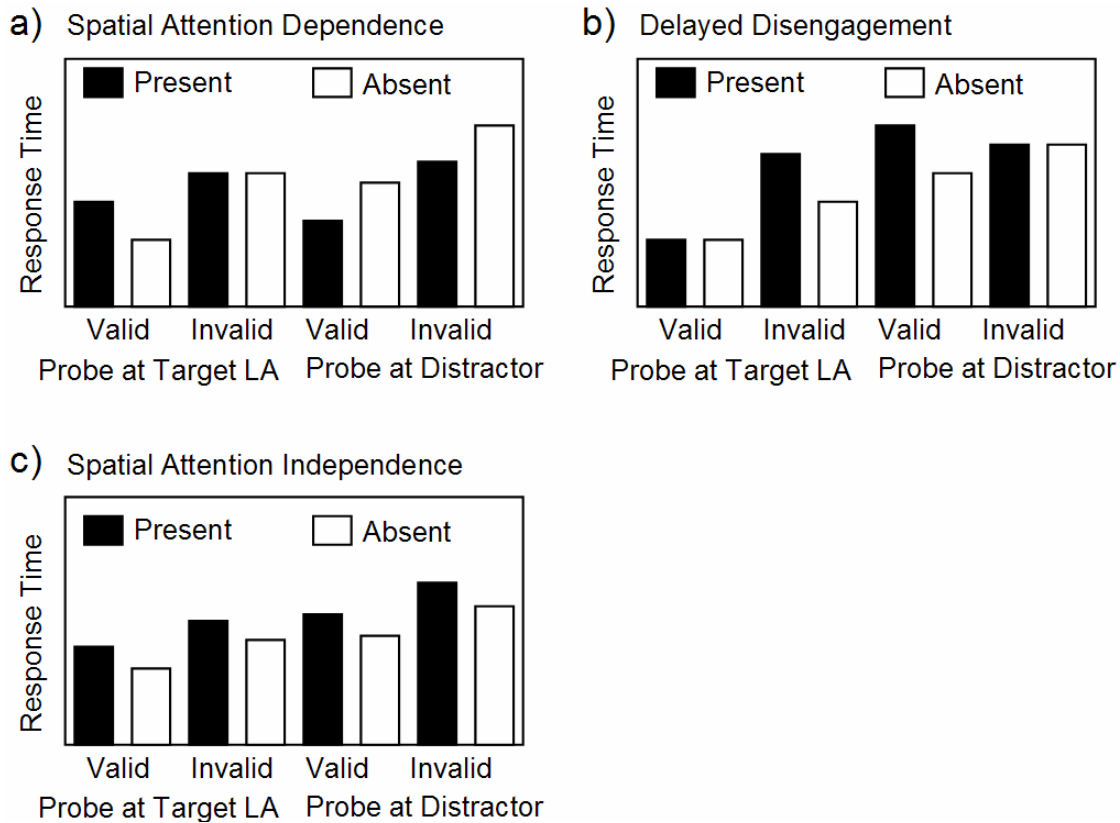 a) Spatial Attention Dependence
Present Absent
Response Time
Valid Invalid Valid Invalid
Probe at Target LA Probe at Distractor
b) Delayed Disengagement
Present Absent
Response Time
Valid Invalid Valid Invalid
Probe at Target LA Probe at Distractor
c) Spatial Attention Independence
Present Absent
Response Time
Valid Invalid Valid Invalid
Probe at Target LA Probe at Distractor